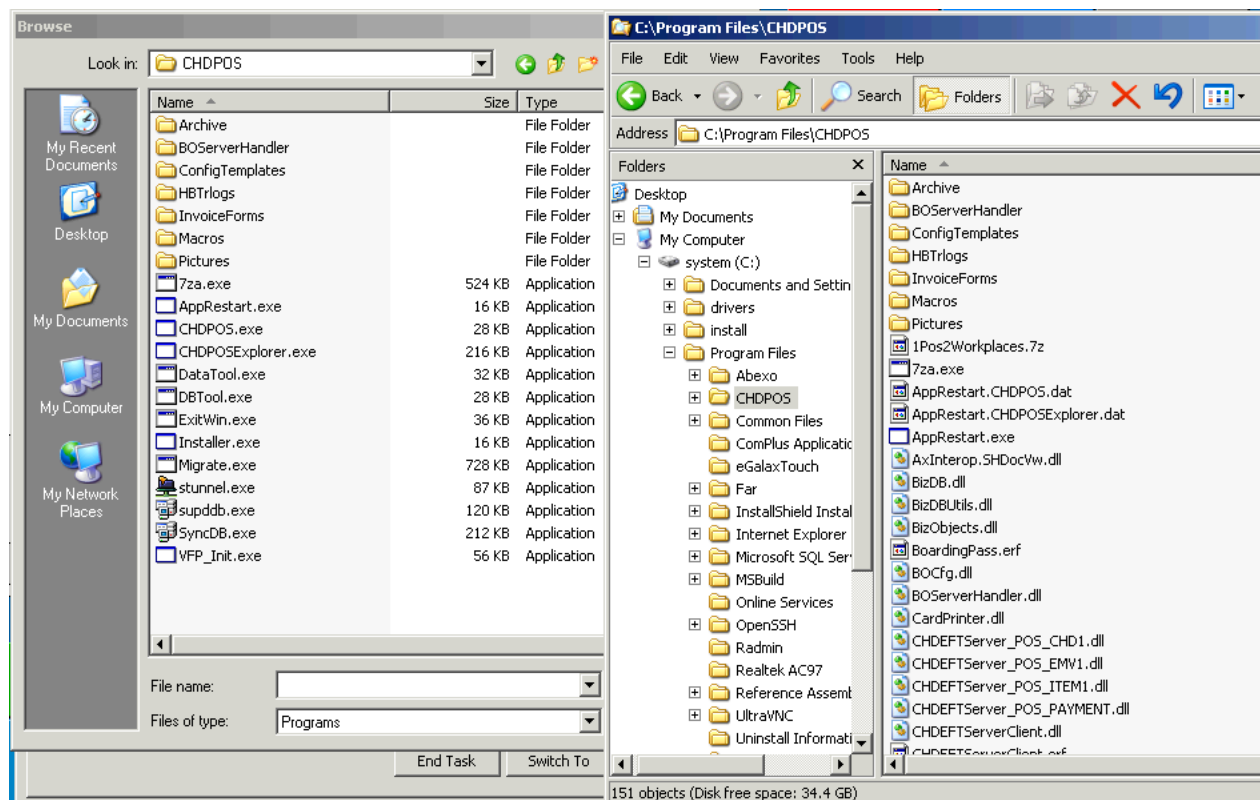 Browse
Look in: CHDPOS
Name Size Type
Archive File Folder
BOServerHandler File Folder
ConfigTemplates File Folder
HBTrlogs File Folder
InvoiceForms File Folder
Macros File Folder
Pictures File Folder
7za.exe 524 KB Application
AppRestart.exe 16 KB Application
CHDPOS.exe 28 KB Application
CHDPOSExplorer.exe 216 KB Application
DataTool.exe 32 KB Application
DBTool.exe 28 KB Application
ExitWin.exe 36 KB Application
Installer.exe 16 KB Application
Migrate.exe 728 KB Application
stunnel.exe 87 KB Application
supddb.exe 120 KB Application
SyncDB.exe 212 KB Application
VFP_Init.exe 56 KB Application
My Recent
Documents
Desktop
My Documents
My Computer
My Network
Places
File name:
Files of type: Programs
End Task Switch To
C:\Program Files\CHDPOS
File Edit View Favorites Tools Help
Back Search Folders
Address C:\Program Files\CHDPOS
Folders
Desktop
My Documents
My Computer
system (C:)
Documents and Settin
drivers
install
Program Files
Abexo
CHDPOS
Common Files
ComPlus Applicatic
eGalaxTouch
Far
InstallShield Instal
Internet Explorer
Microsoft SQL Ser
MSBuild
Online Services
OpenSSH
Radmin
Realtek AC97
Reference Assemb
UltraVNC
Uninstall Informati
Name
Archive
BOServerHandler
ConfigTemplates
HBTrlogs
InvoiceForms
Macros
Pictures
1Pos2Workplaces.7z
7za.exe
AppRestart.CHDPOS.dat
AppRestart.CHDPOSExplorer.dat
AppRestart.exe
AxInterop.SHDocVw.dll
BizDB.dll
BizDBUtils.dll
BizObjects.dll
BoardingPass.erf
BOCfg.dll
BOServerHandler.dll
CardPrinter.dll
CHDEFTServer_POS_CHD1.dll
CHDEFTServer_POS_EMV1.dll
CHDEFTServer_POS_ITEM1.dll
CHDEFTServer_POS_PAYMENT.dll
CHDEFTServerClient.dll
CHDEFTServerClient.erf
151 objects (Disk free space: 34.4 GB)